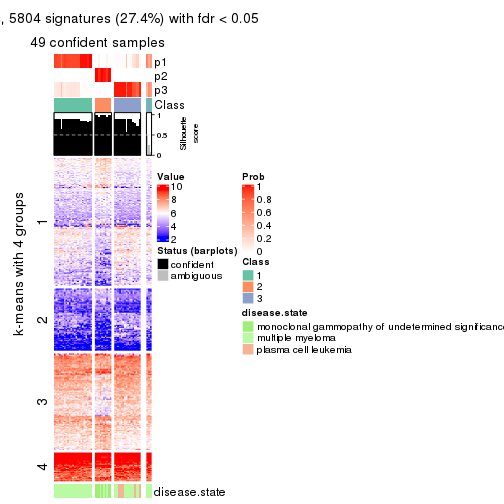 , 5804 signatures (27.4%) with fdr < 0.05
49 confident samples
p1
p2
p3
Class
1
0.5
0
Silhouette
score
k-means with 4 groups
1
2
3
4
disease.state
Value
10
8
6
4
2
Status (barplots)
confident
ambiguous
Prob
1
0.8
0.6
0.4
0.2
0
Class
1
2
3
disease.state
monoclonal gammopathy of undetermined significance
multiple myeloma
plasma cell leukemia